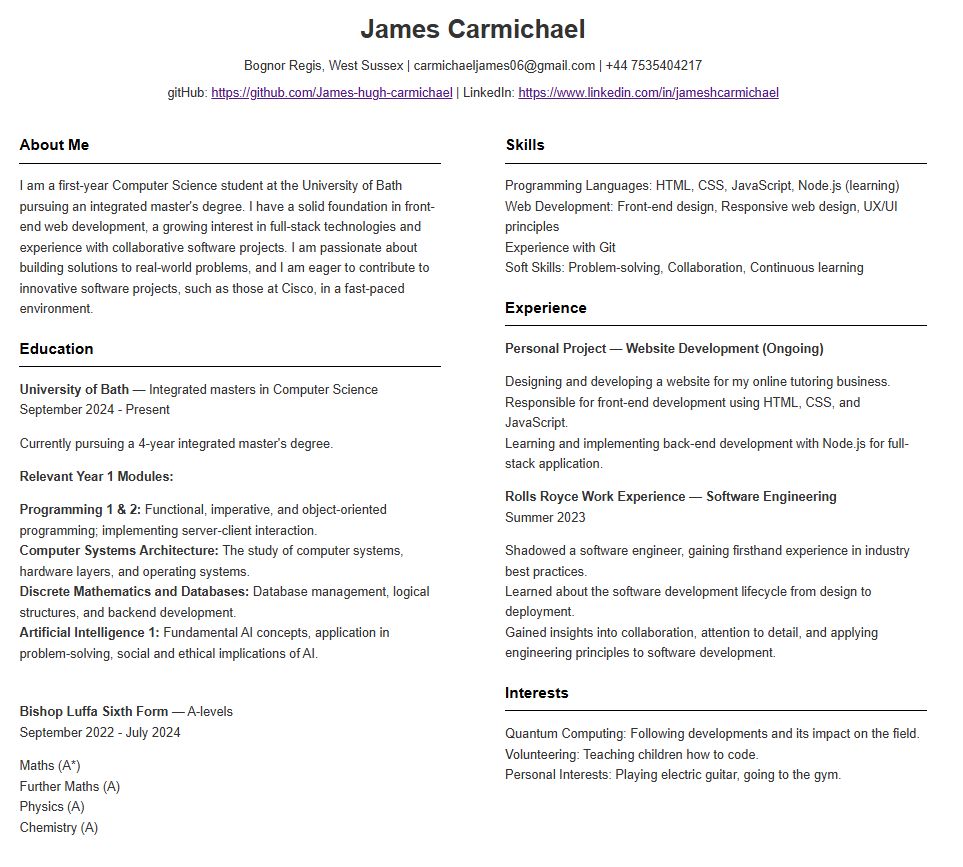 James Carmichael
Bognor Regis, West Sussex | carmichaeljames06@gmail.com | +44 7535404217
gitHub: https://github.com/James-hugh-carmichael | LinkedIn: https://www.linkedin.com/in/jameshcarmichael
About Me
I am a first-year Computer Science student at the University of Bath
pursuing an integrated master's degree. I have a solid foundation in front-
end web development, a growing interest in full-stack technologies and
experience with collaborative software projects. I am passionate about
building solutions to real-world problems, and I am eager to contribute to
innovative software projects, such as those at Cisco, in a fast-paced
environment.
Education
University of Bath — Integrated masters in Computer Science
September 2024 - Present
Currently pursuing a 4-year integrated master's degree.
Relevant Year 1 Modules:
Programming 1 & 2: Functional, imperative, and object-oriented
programming; implementing server-client interaction.
Computer Systems Architecture: The study of computer systems,
hardware layers, and operating systems.
Discrete Mathematics and Databases: Database management, logical
structures, and backend development.
Artificial Intelligence 1: Fundamental AI concepts, application in
problem-solving, social and ethical implications of AI.
Bishop Luffa Sixth Form — A-levels
September 2022 - July 2024
Maths (A*)
Further Maths (A)
Physics (A)
Chemistry (A)
Skills
Programming Languages: HTML, CSS, JavaScript, Node.js (learning)
Web Development: Front-end design, Responsive web design, UX/UI
principles
Experience with Git
Soft Skills: Problem-solving, Collaboration, Continuous learning
Experience
Personal Project — Website Development (Ongoing)
Designing and developing a website for my online tutoring business.
Responsible for front-end development using HTML, CSS, and
JavaScript.
Learning and implementing back-end development with Node.js for full-
stack application.
Rolls Royce Work Experience — Software Engineering
Summer 2023
Shadowed a software engineer, gaining firsthand experience in industry
best practices.
Learned about the software development lifecycle from design to
deployment.
Gained insights into collaboration, attention to detail, and applying
engineering principles to software development.
Interests
Quantum Computing: Following developments and its impact on the field.
Volunteering: Teaching children how to code.
Personal Interests: Playing electric guitar, going to the gym.